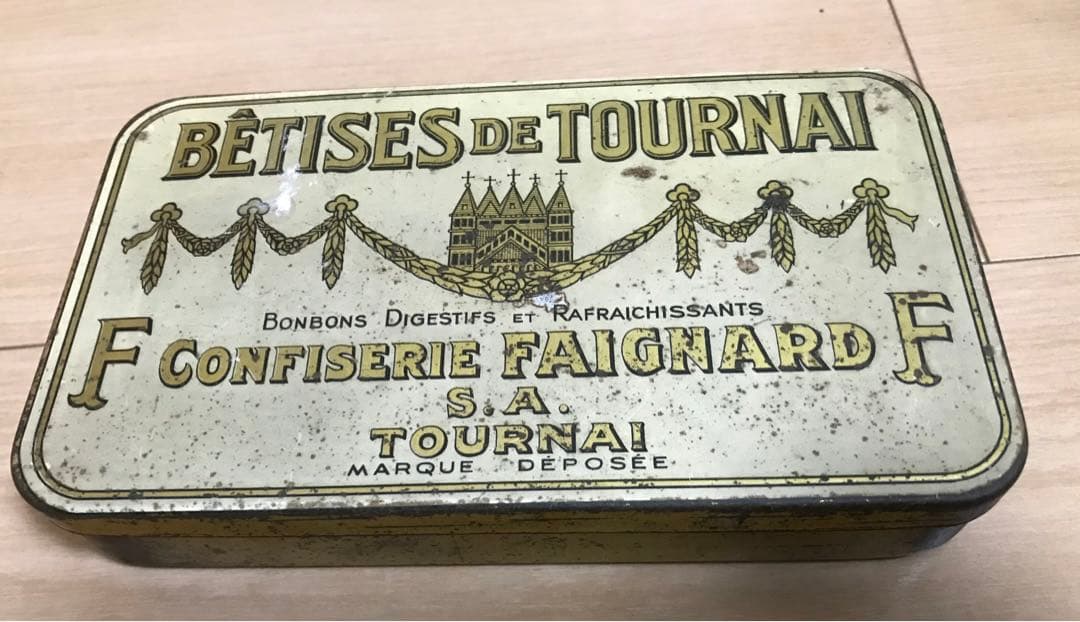 BÊTISES DE TOURNAI
BONBONS DIGESTIFS ET RAFRAICHISSANTS
F CONFISERIE FAIGNARD F
S.A.
TOURNAI
MARQUE DÉPOSÉE